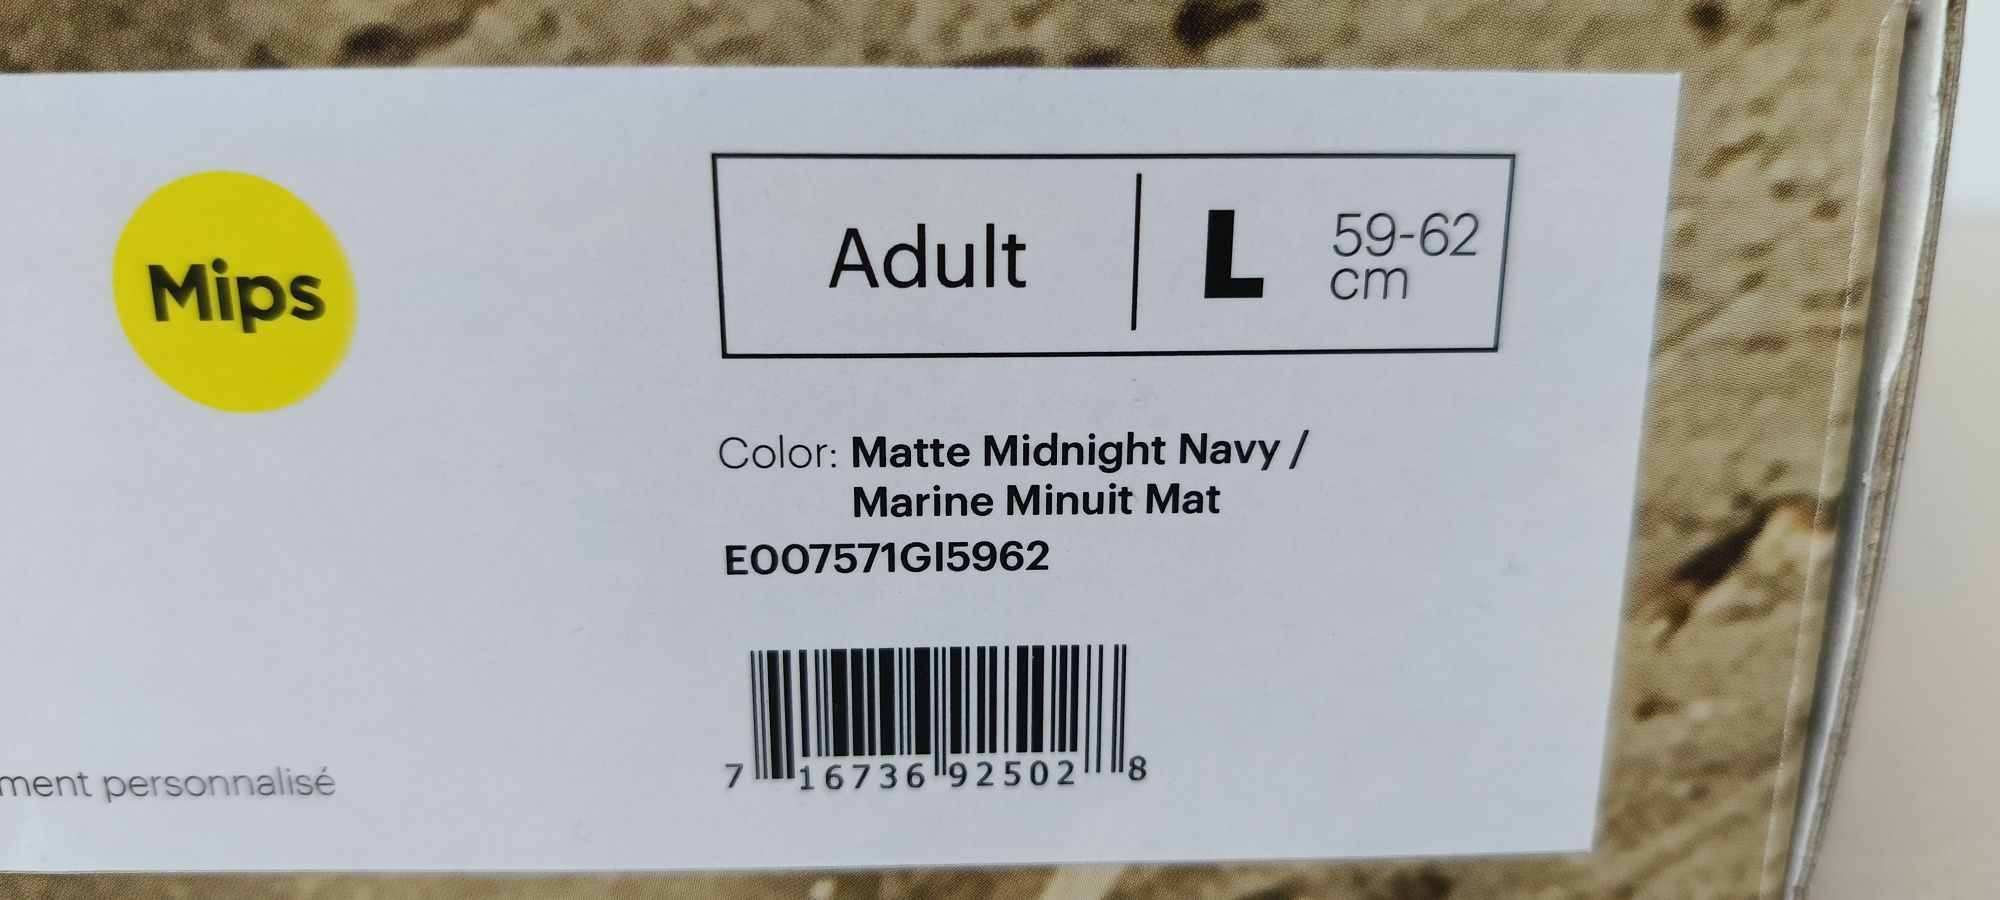 Mips
Adult
L
59-62
cm
Color: Matte Midnight Navy /
Marine Minuit Mat
E007571GI5962
7 16736 92502 8
ment personnalisé